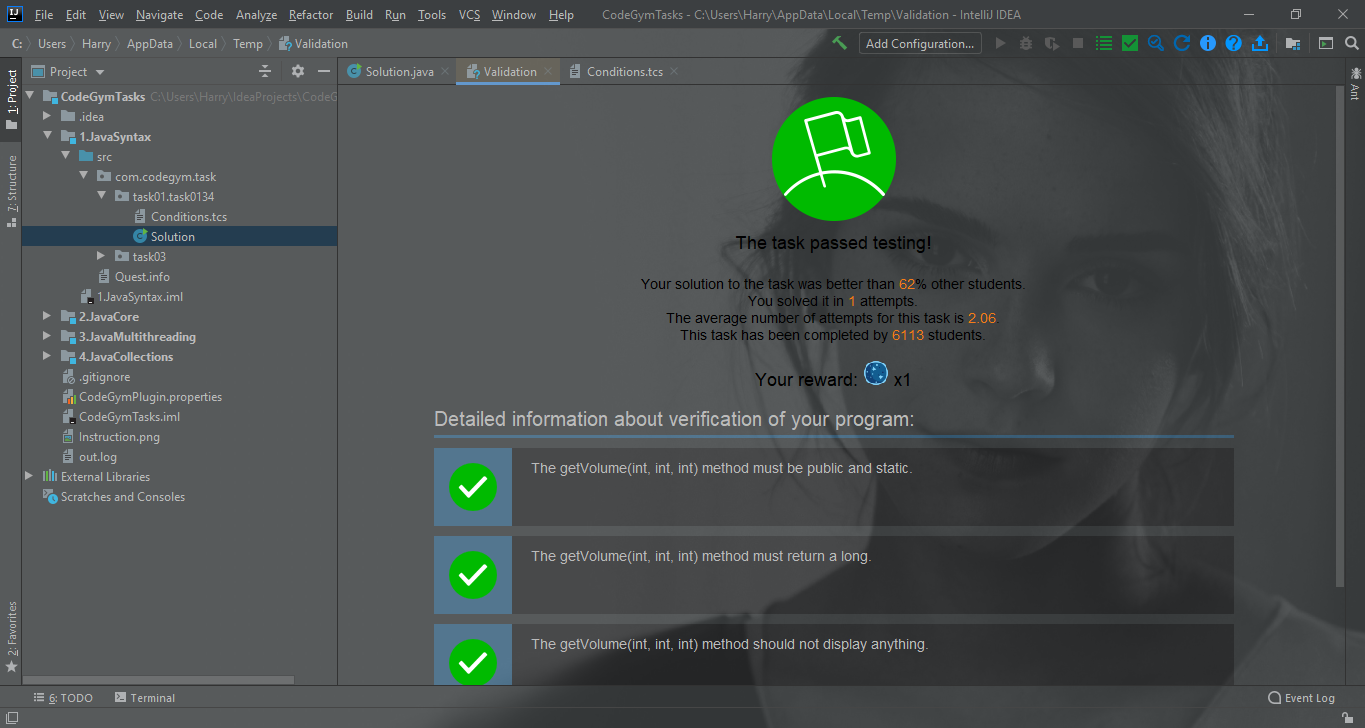 File Edit View Navigate Code Analyze Refactor Build Run Tools VCS Window Help CodeGymTasks - C:\Users\Harry\AppData\Local\Temp\Validation - IntelliJ IDEA
C: Users Harry AppData Local Temp Validation Add Configuration...
Project
Solution.java Validation Conditions.tcs
1: Project
7: Structure
2: Favorites
Ant
CodeGymTasks C:\Users\Harry\IdeaProjects\CodeG
.idea
1.JavaSyntax
src
com.codegym.task
task01.task0134
Conditions.tcs
Solution
task03
Quest.info
1.JavaSyntax.iml
2.JavaCore
3.JavaMultithreading
4.JavaCollections
.gitignore
CodeGymPlugin.properties
CodeGymTasks.iml
Instruction.png
out.log
External Libraries
Scratches and Consoles
The task passed testing!
Your solution to the task was better than 62% other students.
You solved it in 1 attempts.
The average number of attempts for this task is 2.06.
This task has been completed by 6113 students.
Your reward: x1
Detailed information about verification of your program:
The getVolume(int, int, int) method must be public and static.
The getVolume(int, int, int) method must return a long.
The getVolume(int, int, int) method should not display anything.
6: TODO Terminal Event Log